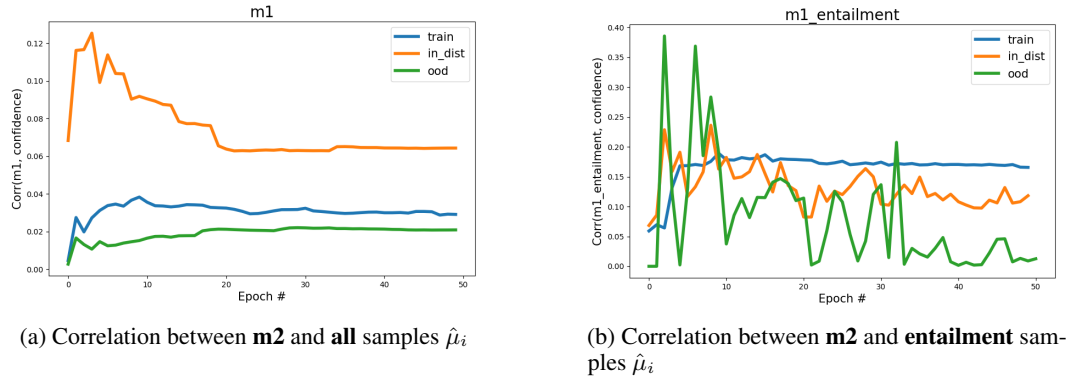 m1
train
in_dist
ood
0.12
0.10
0.08
0.06
0.04
0.02
0.00
Corr(m1, confidence)
0
10
20
30
40
50
Epoch #
m1_entailment
train
in_dist
ood
0.40
0.35
0.30
0.25
0.20
0.15
0.10
0.05
0.00
Corr(m1_entailment, confidence)
0
10
20
30
40
50
Epoch #
(a) Correlation between m2 and all samples μ̂ᵢ
(b) Correlation between m2 and entailment sam-
ples μ̂ᵢ